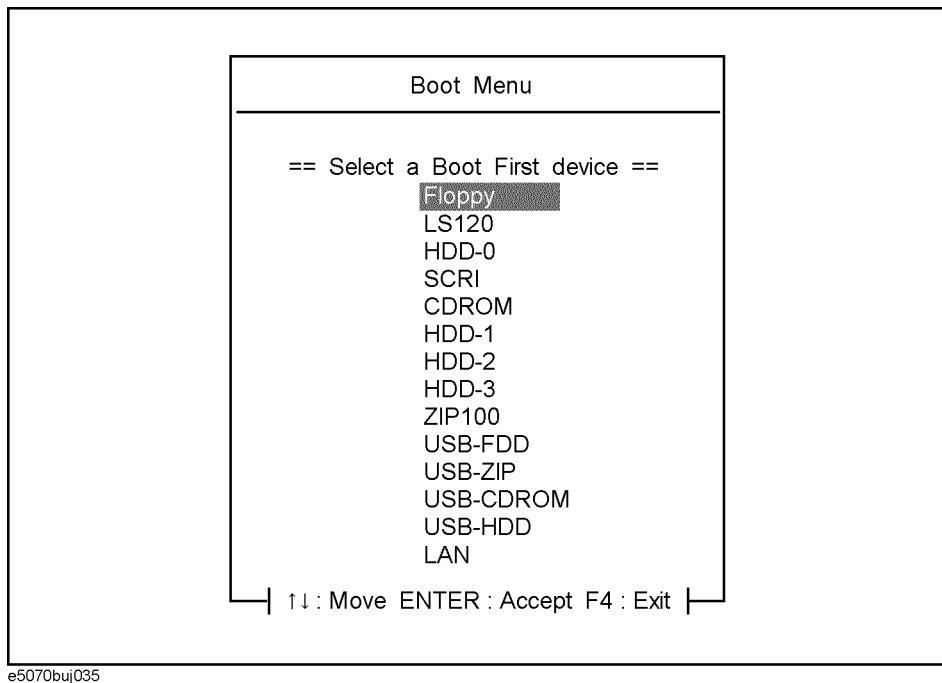 Boot Menu
== Select a Boot First device ==
Floppy
LS120
HDD-0
SCRI
CDROM
HDD-1
HDD-2
HDD-3
ZIP100
USB-FDD
USB-ZIP
USB-CDROM
USB-HDD
LAN
↑↓ : Move ENTER : Accept F4 : Exit
e5070buj035